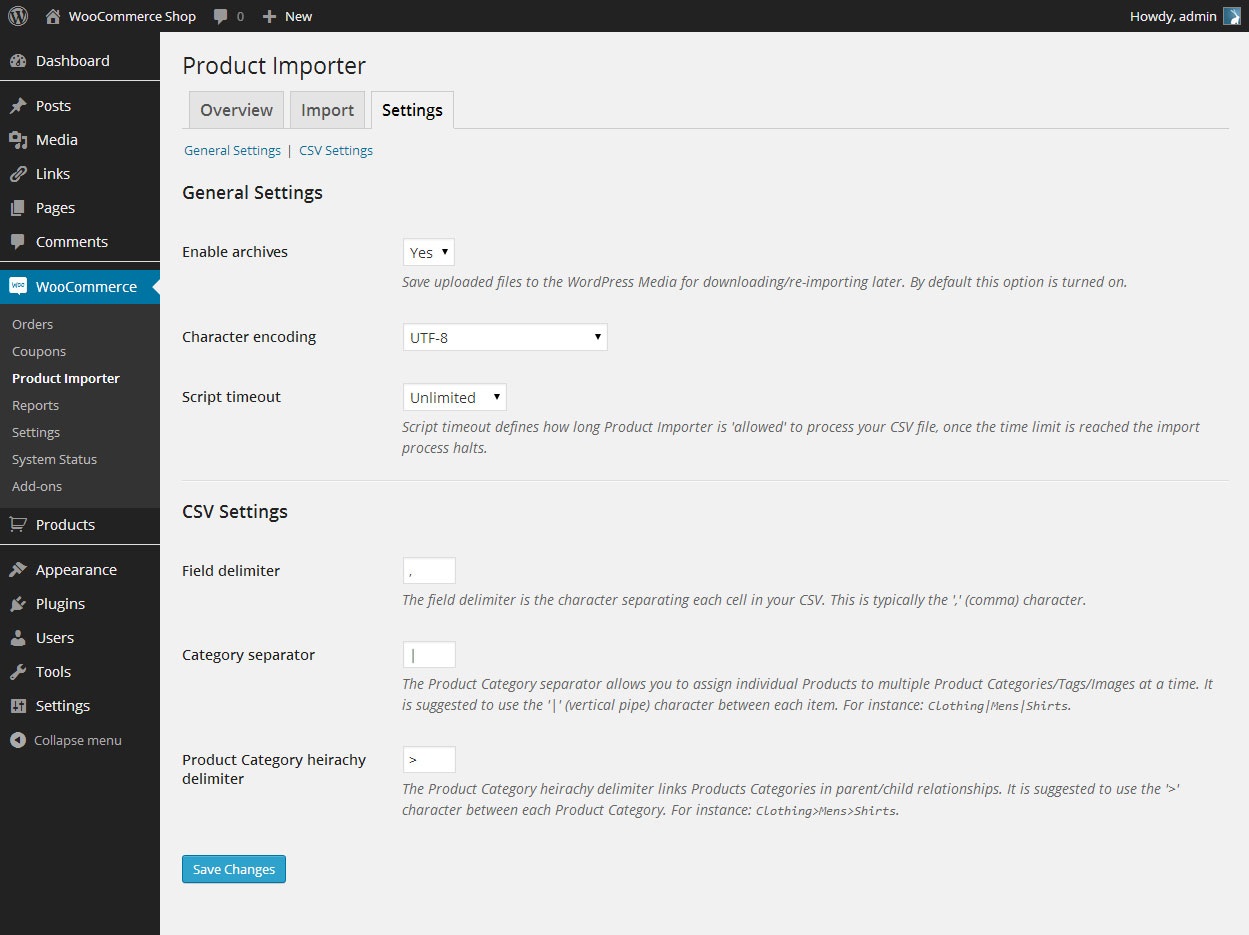 WooCommerce Shop 0 New Howdy, admin
Dashboard
Posts
Media
Links
Pages
Comments
WOO WooCommerce
Orders
Coupons
Product Importer
Reports
Settings
System Status
Add-ons
Products
Appearance
Plugins
Users
Tools
Settings
Collapse menu
Product Importer
Overview Import Settings
General Settings | CSV Settings
General Settings
Enable archives Yes
Save uploaded files to the WordPress Media for downloading/re-importing later. By default this option is turned on.
Character encoding UTF-8
Script timeout Unlimited
Script timeout defines how long Product Importer is 'allowed' to process your CSV file, once the time limit is reached the import
process halts.
CSV Settings
Field delimiter ,
The field delimiter is the character separating each cell in your CSV. This is typically the ',' (comma) character.
Category separator |
The Product Category separator allows you to assign individual Products to multiple Product Categories/Tags/Images at a time. It
is suggested to use the '|' (vertical pipe) character between each item. For instance: Clothing|Mens|Shirts.
Product Category heirachy
delimiter >
The Product Category heirachy delimiter links Products Categories in parent/child relationships. It is suggested to use the '>'
character between each Product Category. For instance: Clothing>Mens>Shirts.
Save Changes